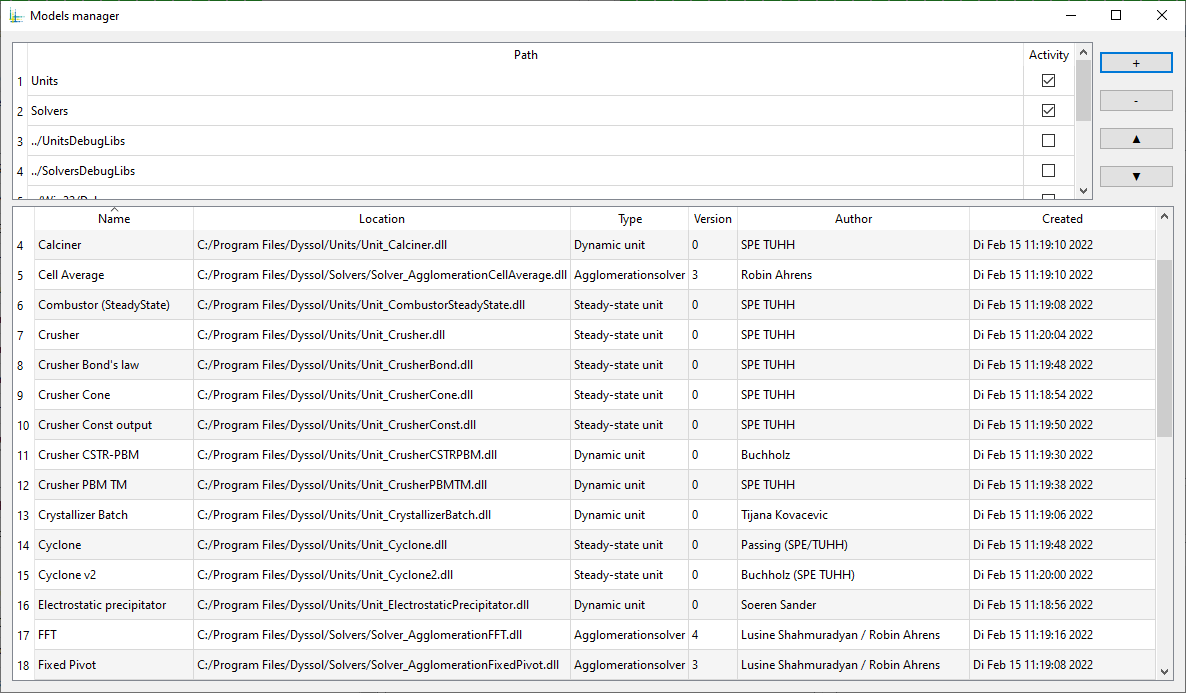 Models manager
Path Activity
1 Units
2 Solvers
3 ../UnitsDebugLibs
4 ../SolversDebugLibs
+
-
▲
▼
Name Location Type Version Author Created
4 Calciner C:/Program Files/Dyssol/Units/Unit_Calciner.dll Dynamic unit 0 SPE TUHH Di Feb 15 11:19:10 2022
5 Cell Average C:/Program Files/Dyssol/Solvers/Solver_AgglomerationCellAverage.dll Agglomerationsolver 3 Robin Ahrens Di Feb 15 11:19:10 2022
6 Combustor (SteadyState) C:/Program Files/Dyssol/Units/Unit_CombustorSteadyState.dll Steady-state unit 0 SPE TUHH Di Feb 15 11:19:08 2022
7 Crusher C:/Program Files/Dyssol/Units/Unit_Crusher.dll Steady-state unit 0 SPE TUHH Di Feb 15 11:20:04 2022
8 Crusher Bond's law C:/Program Files/Dyssol/Units/Unit_CrusherBond.dll Steady-state unit 0 SPE TUHH Di Feb 15 11:19:48 2022
9 Crusher Cone C:/Program Files/Dyssol/Units/Unit_CrusherCone.dll Steady-state unit 0 SPE TUHH Di Feb 15 11:18:54 2022
10 Crusher Const output C:/Program Files/Dyssol/Units/Unit_CrusherConst.dll Steady-state unit 0 SPE TUHH Di Feb 15 11:19:50 2022
11 Crusher CSTR-PBM C:/Program Files/Dyssol/Units/Unit_CrusherCSTRPBM.dll Dynamic unit 0 Buchholz Di Feb 15 11:19:30 2022
12 Crusher PBM TM C:/Program Files/Dyssol/Units/Unit_CrusherPBMTM.dll Dynamic unit 0 SPE TUHH Di Feb 15 11:19:38 2022
13 Crystallizer Batch C:/Program Files/Dyssol/Units/Unit_CrystallizerBatch.dll Dynamic unit 0 Tijana Kovacevic Di Feb 15 11:19:06 2022
14 Cyclone C:/Program Files/Dyssol/Units/Unit_Cyclone.dll Steady-state unit 0 Passing (SPE/TUHH) Di Feb 15 11:19:48 2022
15 Cyclone v2 C:/Program Files/Dyssol/Units/Unit_Cyclone2.dll Steady-state unit 0 Buchholz (SPE TUHH) Di Feb 15 11:20:00 2022
16 Electrostatic precipitator C:/Program Files/Dyssol/Units/Unit_ElectrostaticPrecipitator.dll Dynamic unit 0 Soeren Sander Di Feb 15 11:18:56 2022
17 FFT C:/Program Files/Dyssol/Solvers/Solver_AgglomerationFFT.dll Agglomerationsolver 4 Lusine Shahmuradyan / Robin Ahrens Di Feb 15 11:19:16 2022
18 Fixed Pivot C:/Program Files/Dyssol/Solvers/Solver_AgglomerationFixedPivot.dll Agglomerationsolver 3 Lusine Shahmuradyan / Robin Ahrens Di Feb 15 11:19:08 2022